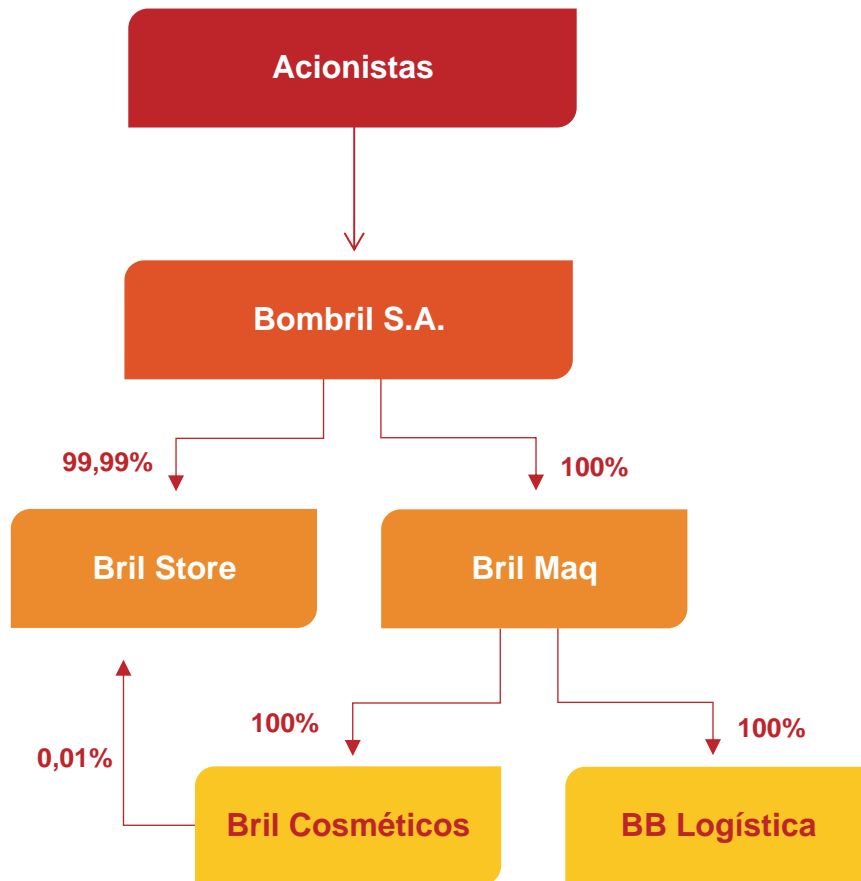 Acionistas
Bombril S.A.
99,99%
100%
Bril Store
Bril Maq
100%
100%
0,01%
Bril Cosméticos
BB Logística